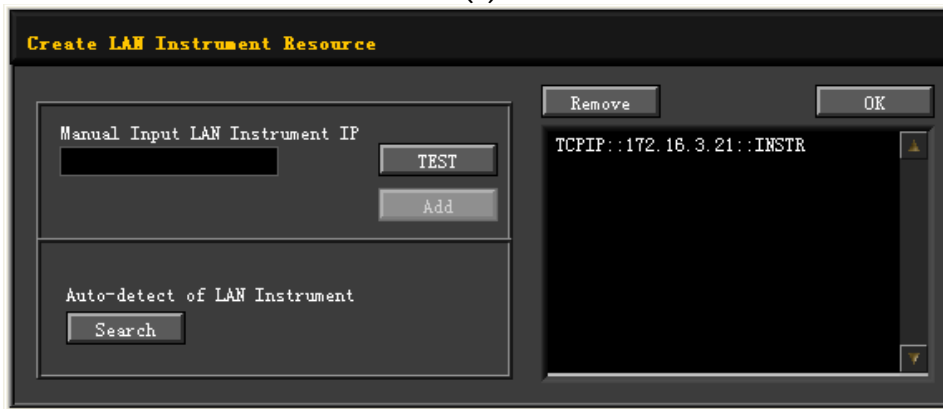 Create LAN Instrument Resource
Manual Input LAN Instrument IP
TEST
Add
Auto-detect of LAN Instrument
Search
Remove
OK
TCPIP::172.16.3.21::INSTR